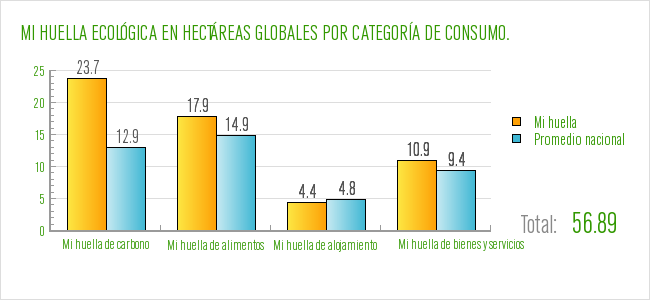 MI HUELLA ECOLÓGICA EN HECTÁREAS GLOBALES POR CATEGORÍA DE CONSUMO.
25
20
15
10
5
0
23.7
12.9
17.9
14.9
4.4
4.8
10.9
9.4
Mi huella de carbono
Mi huella de alimentos
Mi huella de alojamiento
Mi huella de bienes y servicios
Mi huella
Promedio nacional
Total: 56.89